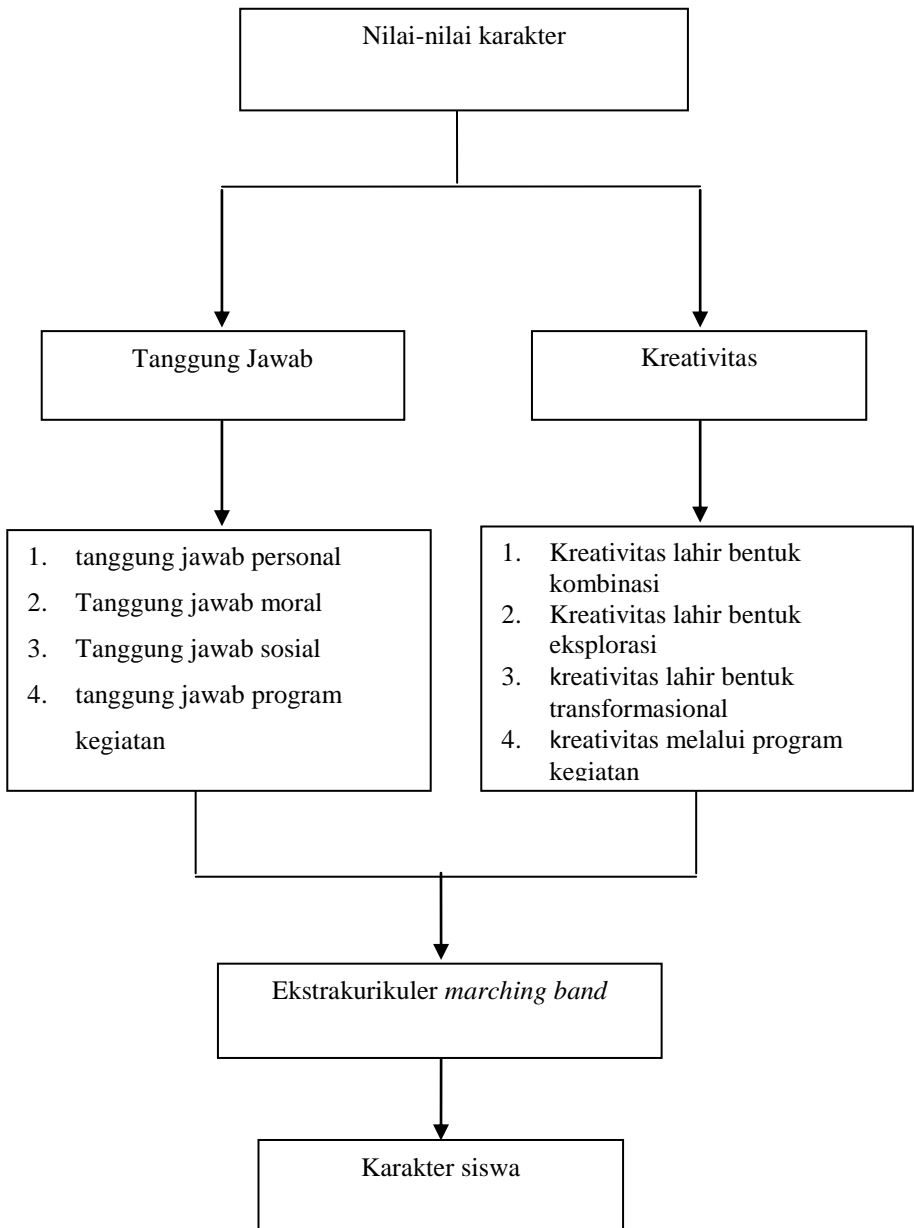 Nilai-nilai karakter
Tanggung Jawab
Kreativitas
1. tanggung jawab personal
2. Tanggung jawab moral
3. Tanggung jawab sosial
4. tanggung jawab program
kegiatan
1. Kreativitas lahir bentuk
kombinasi
2. Kreativitas lahir bentuk
eksplorasi
3. kreativitas lahir bentuk
transformasional
4. kreativitas melalui program
kegiatan
Ekstrakurikuler marching band
Karakter siswa